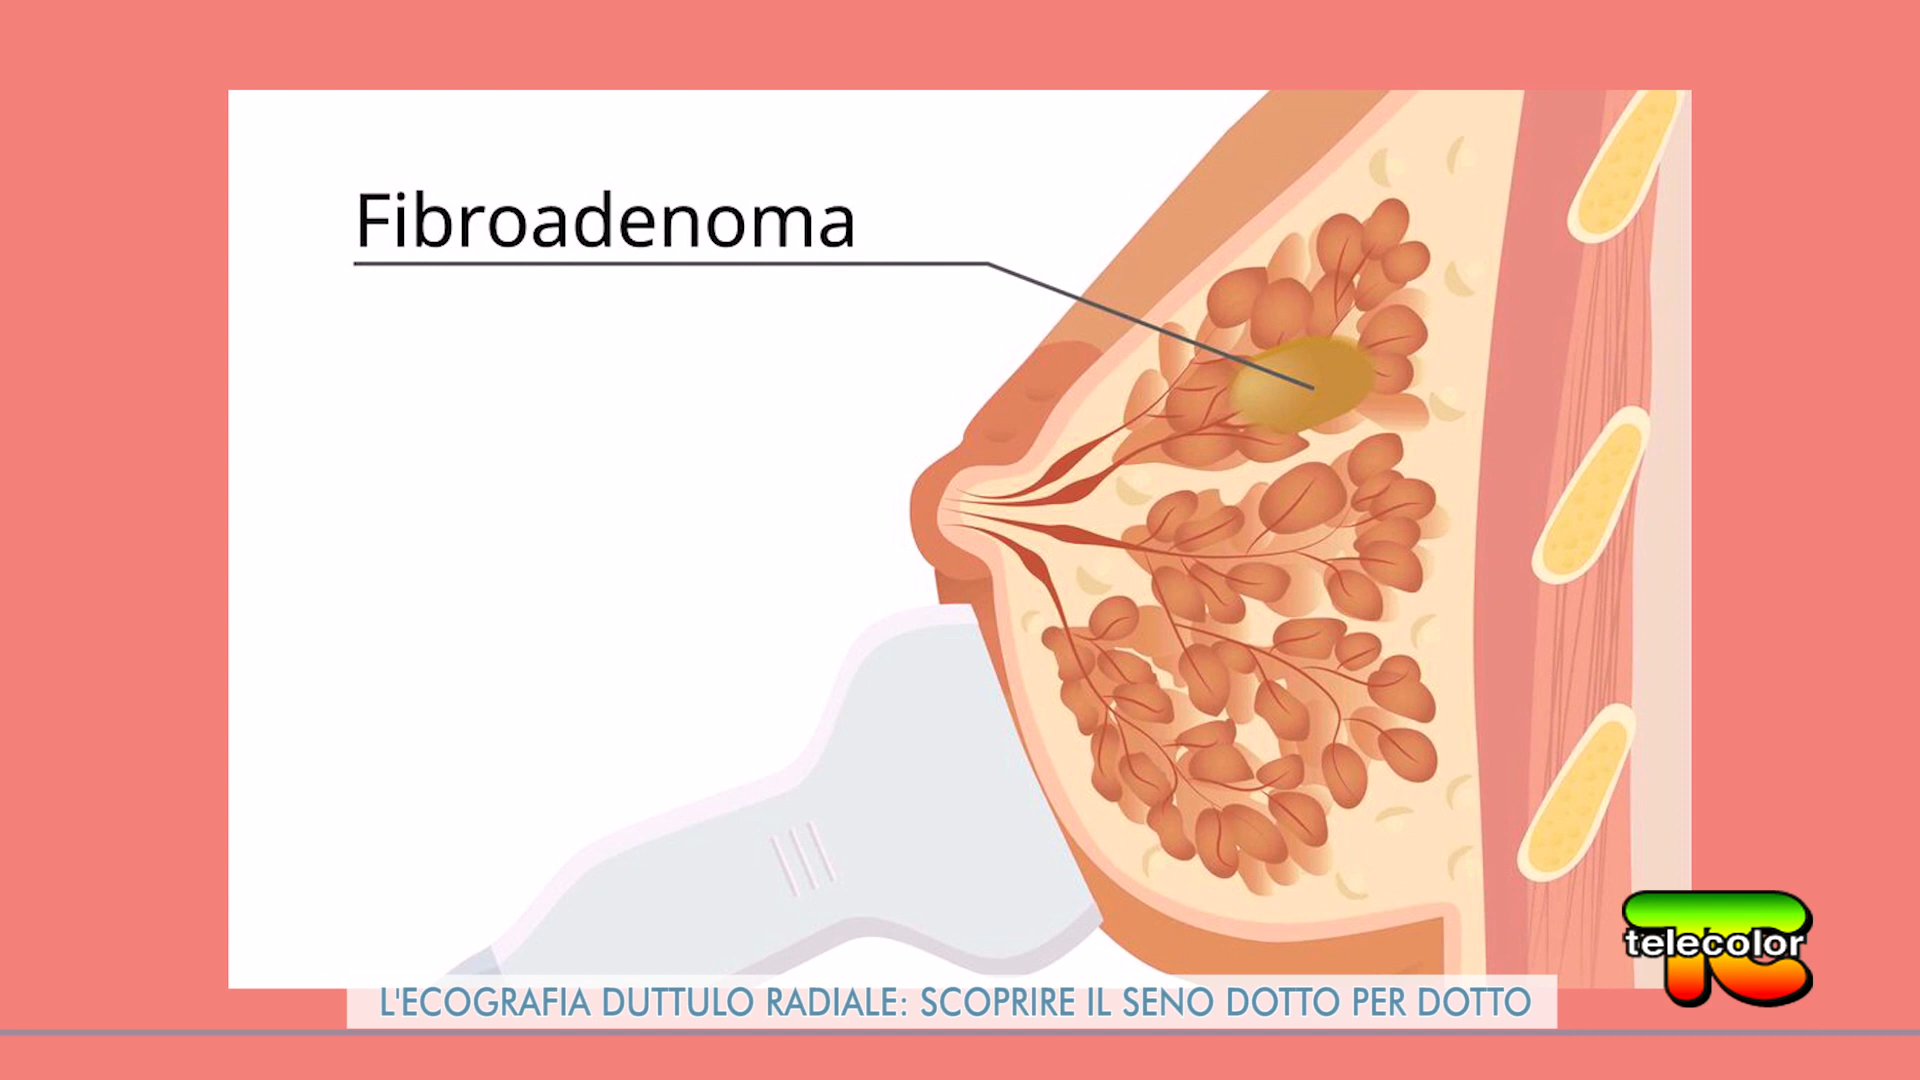 Fibroadenoma
telecolor
L'ECOGRAFIA DUTTULO RADIALE: SCOPRIRE IL SENO DOTTO PER DOTTO